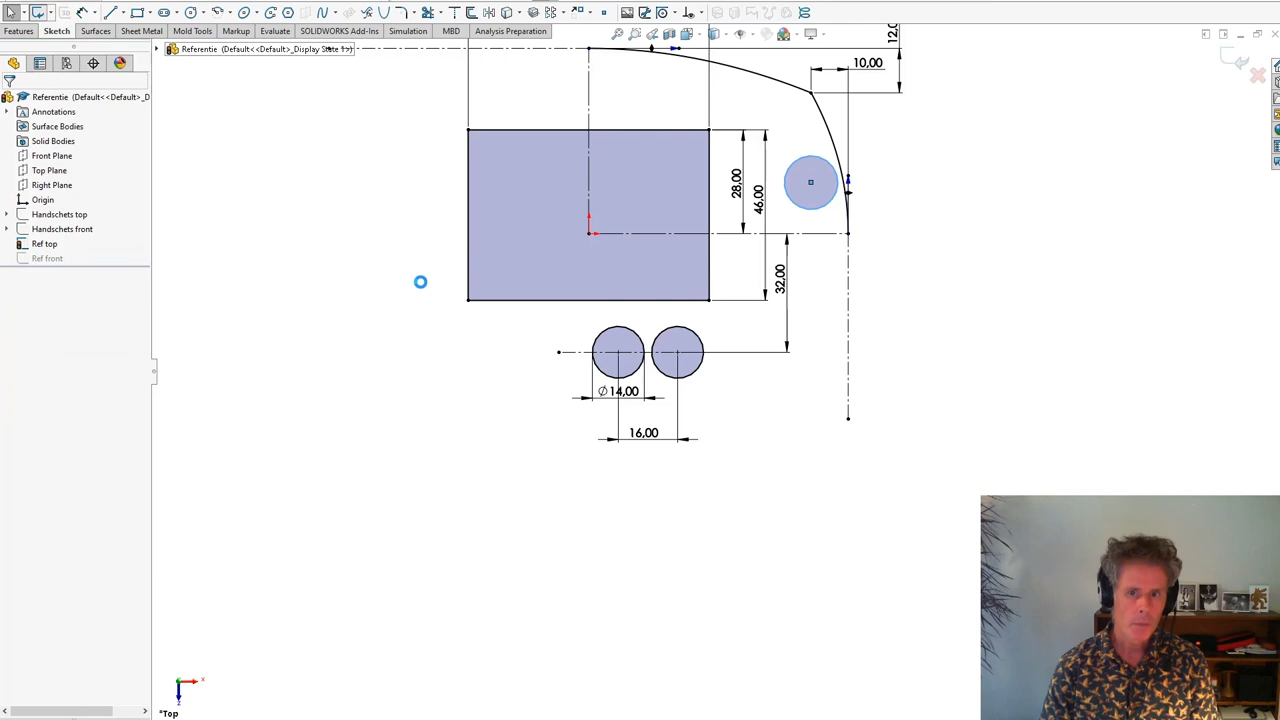 Features Sketch Surfaces Sheet Metal Mold Tools Markup Evaluate SOLIDWORKS Add-Ins Simulation MBD Analysis Preparation
Referentie (Default<<Default>_Display State 1>)
Referentie (Default<<Default>_D
Annotations
Surface Bodies
Solid Bodies
Front Plane
Top Plane
Right Plane
Origin
Handschets top
Handschets front
Ref top
Ref front
12,0
10,00
28,00
46,00
32,00
∅14,00
16,00
x
*Top